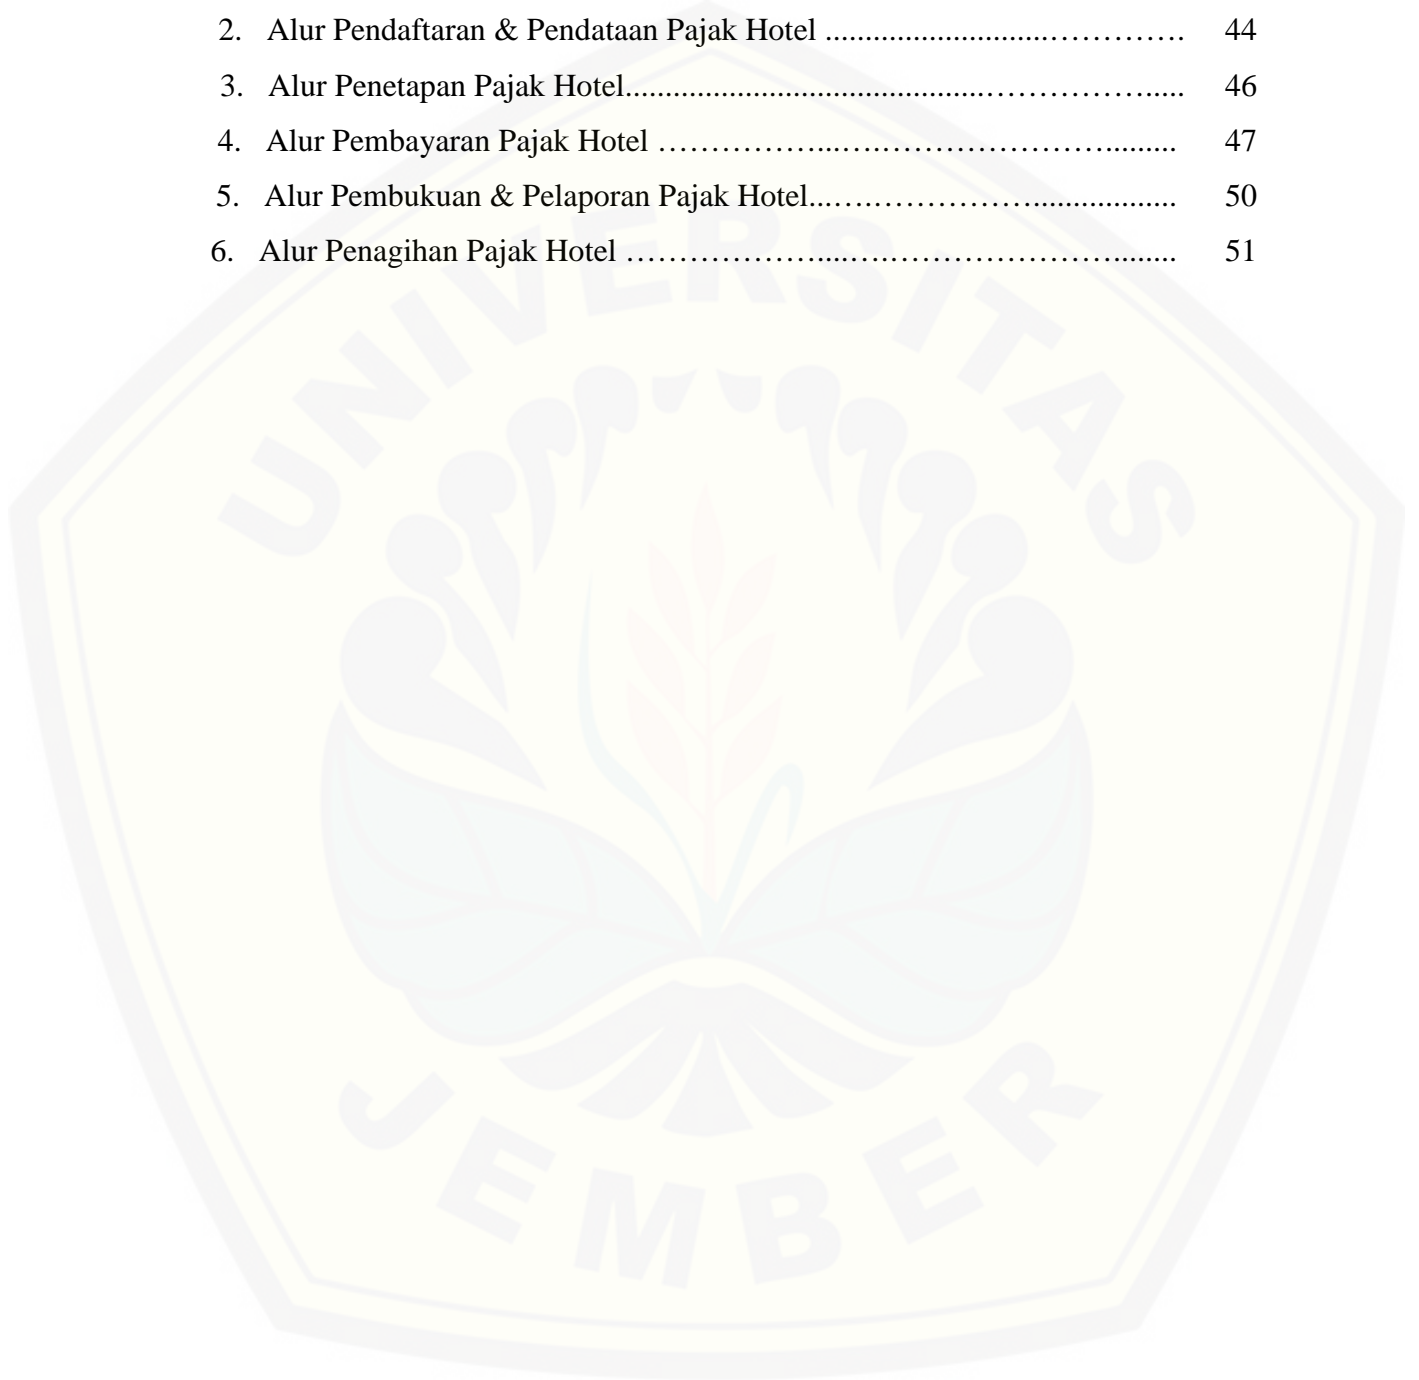 2. Alur Pendaftaran & Pendataan Pajak Hotel ............................…………. 44
3. Alur Penetapan Pajak Hotel.............................................……………..... 46
4. Alur Pembayaran Pajak Hotel ……………...….……………………......... 47
5. Alur Pembukuan & Pelaporan Pajak Hotel...….……………................... 50
6. Alur Penagihan Pajak Hotel ………………....….……………………........ 51
UNIVERSITAS
JEMBER